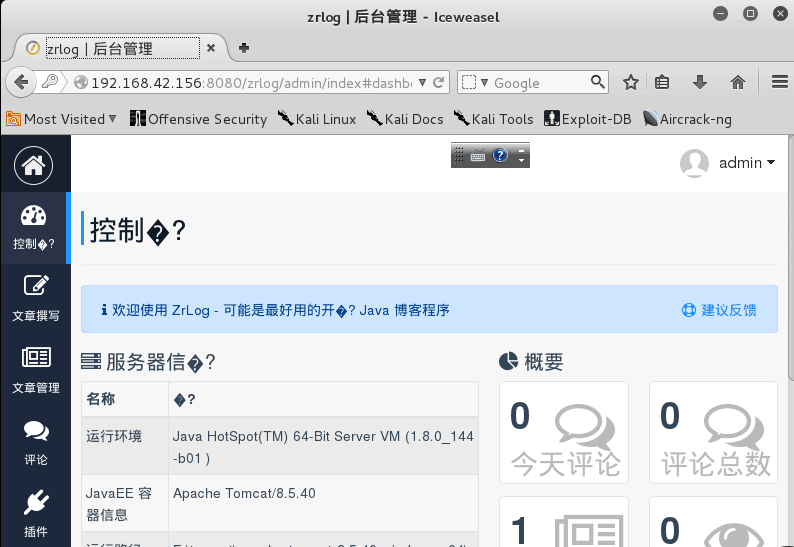 zrlog | 后台管理 - Iceweasel
zrlog | 后台管理
192.168.42.156:8080/zrlog/admin/index#dashb
Google
Most Visited
Offensive Security
Kali Linux
Kali Docs
Kali Tools
Exploit-DB
Aircrack-ng
admin
控制�?
文章撰写
文章管理
评论
插件
控制�?
欢迎使用 ZrLog - 可能是最好用的开�? Java 博客程序
建议反馈
服务器信�?
名称
�?
运行环境
Java HotSpot(TM) 64-Bit Server VM (1.8.0_144
-b01 )
JavaEE 容
器信息
Apache Tomcat/8.5.40
概要
0
今天评论
0
评论总数
1
0